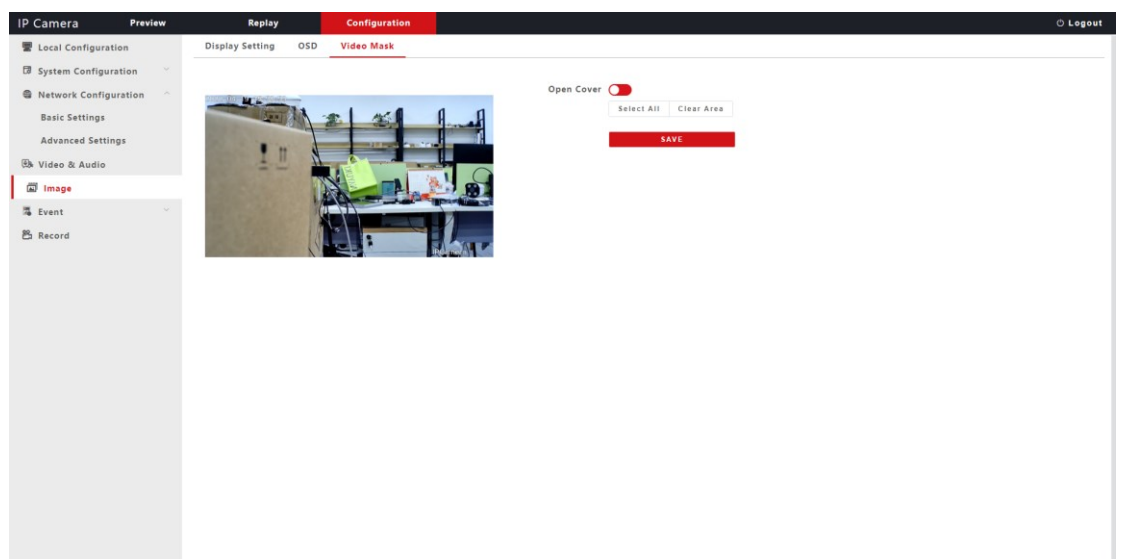 IP Camera Preview Replay Configuration Logout
Local Configuration
System Configuration
Network Configuration
Basic Settings
Advanced Settings
Video & Audio
Image
Event
Record
Display Setting OSD Video Mask
Open Cover
Select All Clear Area
SAVE